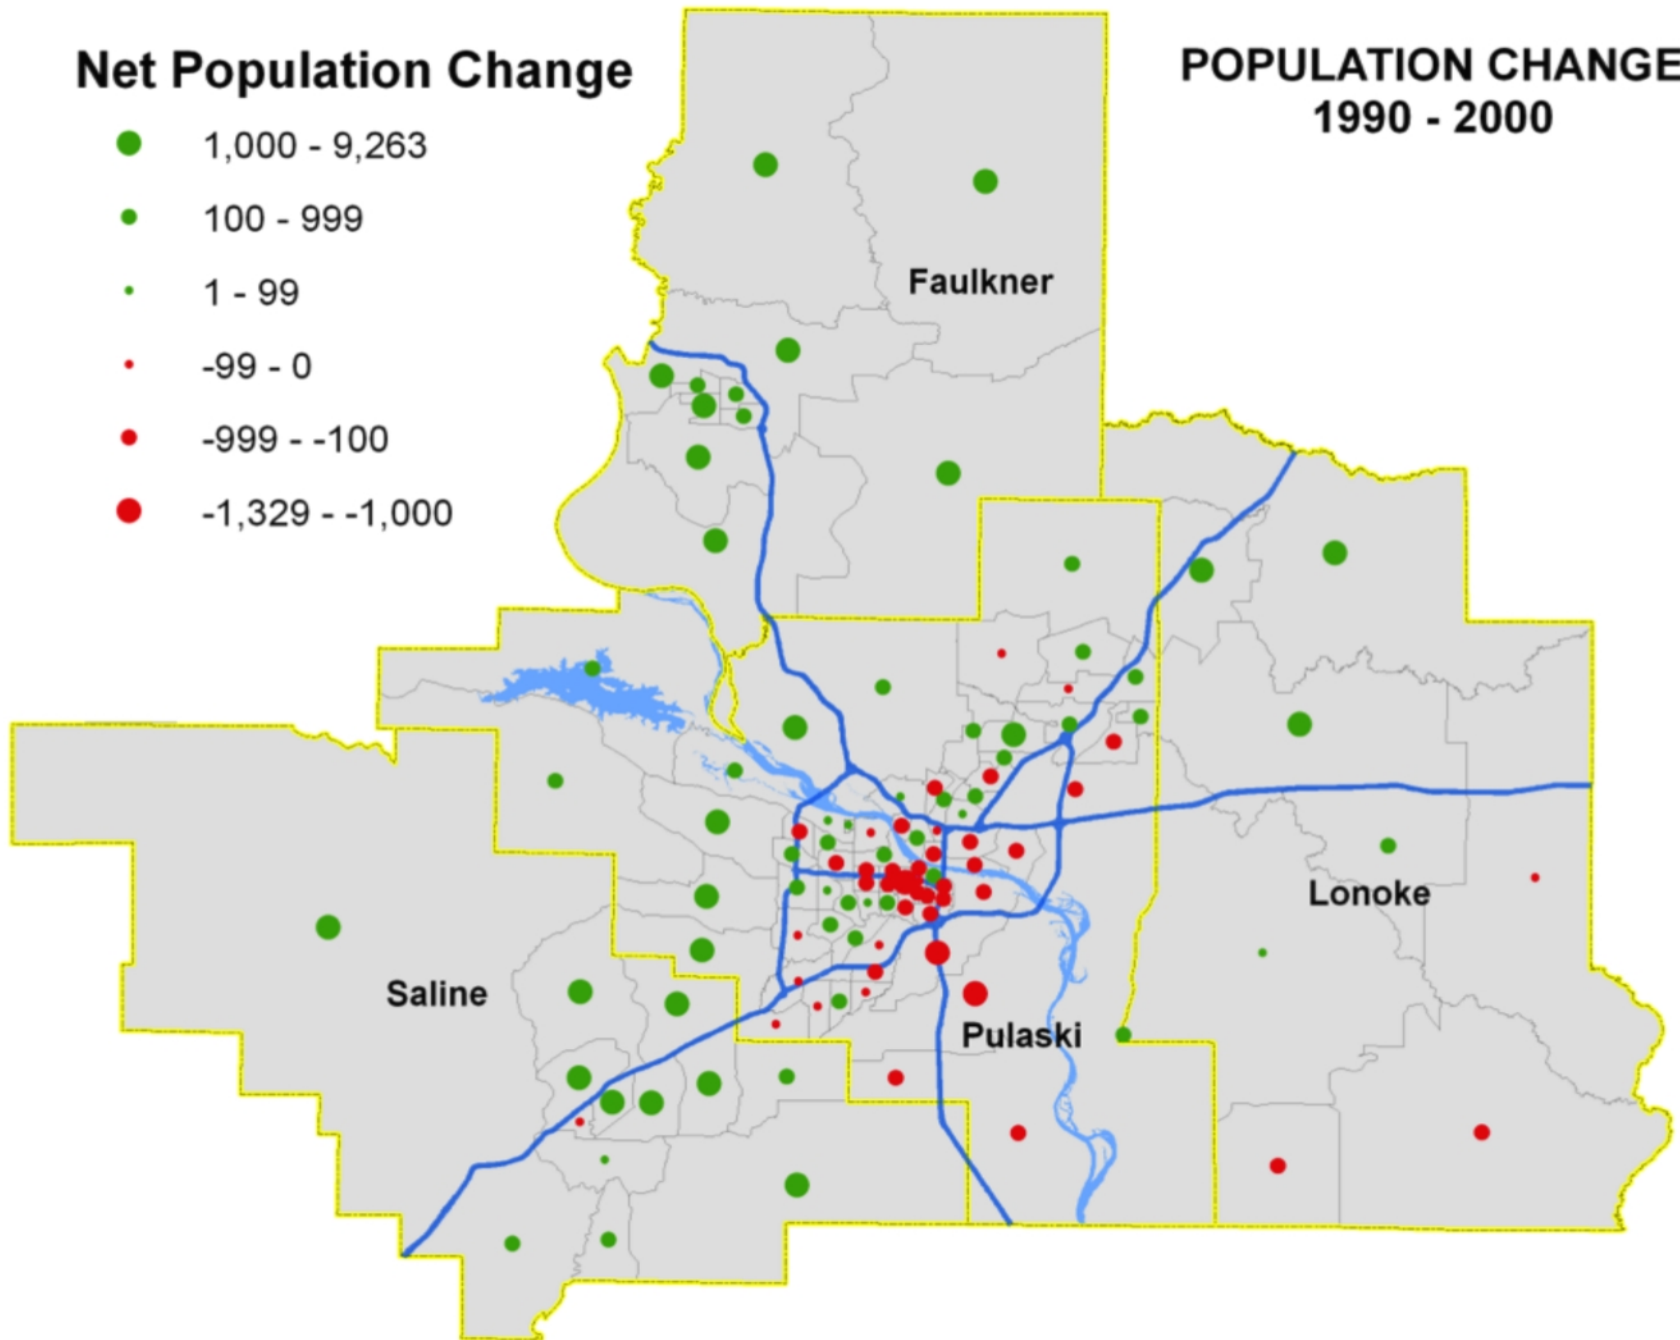 Net Population Change
1,000 - 9,263
100 - 999
1 - 99
-99 - 0
-999 - -100
-1,329 - -1,000
POPULATION CHANGE
1990 - 2000
Faulkner
Lonoke
Saline
Pulaski